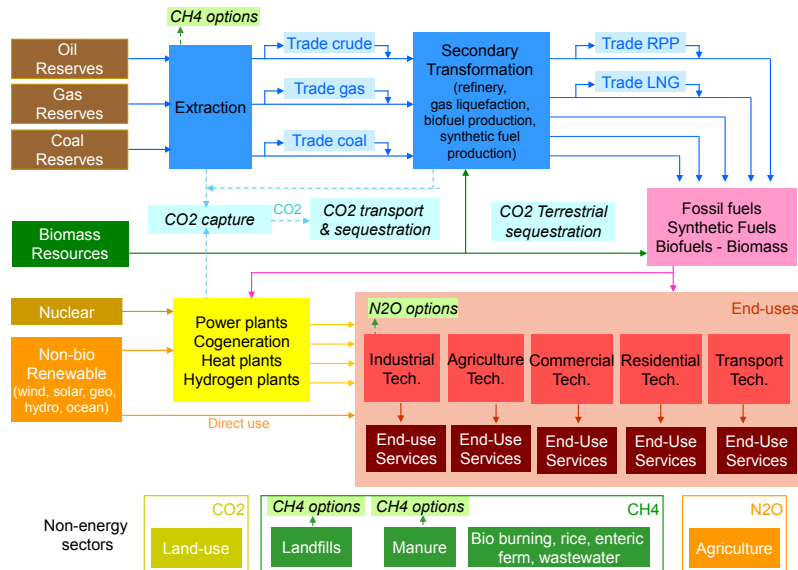 CH4 options
Oil
Reserves
Gas
Reserves
Coal
Reserves
Extraction
Trade crude
Trade gas
Trade coal
Secondary
Transformation
(refinery,
gas liquefaction,
biofuel production,
synthetic fuel
production)
Trade RPP
Trade LNG
CO2 capture
CO2
CO2 transport
& sequestration
CO2 Terrestrial
sequestration
Fossil fuels
Synthetic Fuels
Biofuels - Biomass
Biomass
Resources
Nuclear
Non-bio
Renewable
(wind, solar, geo,
hydro, ocean)
Direct use
Power plants
Cogeneration
Heat plants
Hydrogen plants
N2O options
End-uses
Industrial
Tech.
Agriculture
Tech.
Commercial
Tech.
Residential
Tech.
Transport
Tech.
End-use
Services
End-Use
Services
End-Use
Services
End-Use
Services
End-Use
Services
Non-energy
sectors
CO2
Land-use
CH4 options
CH4 options
CH4
Landfills
Manure
Bio burning, rice, enteric
ferm, wastewater
N2O
Agriculture